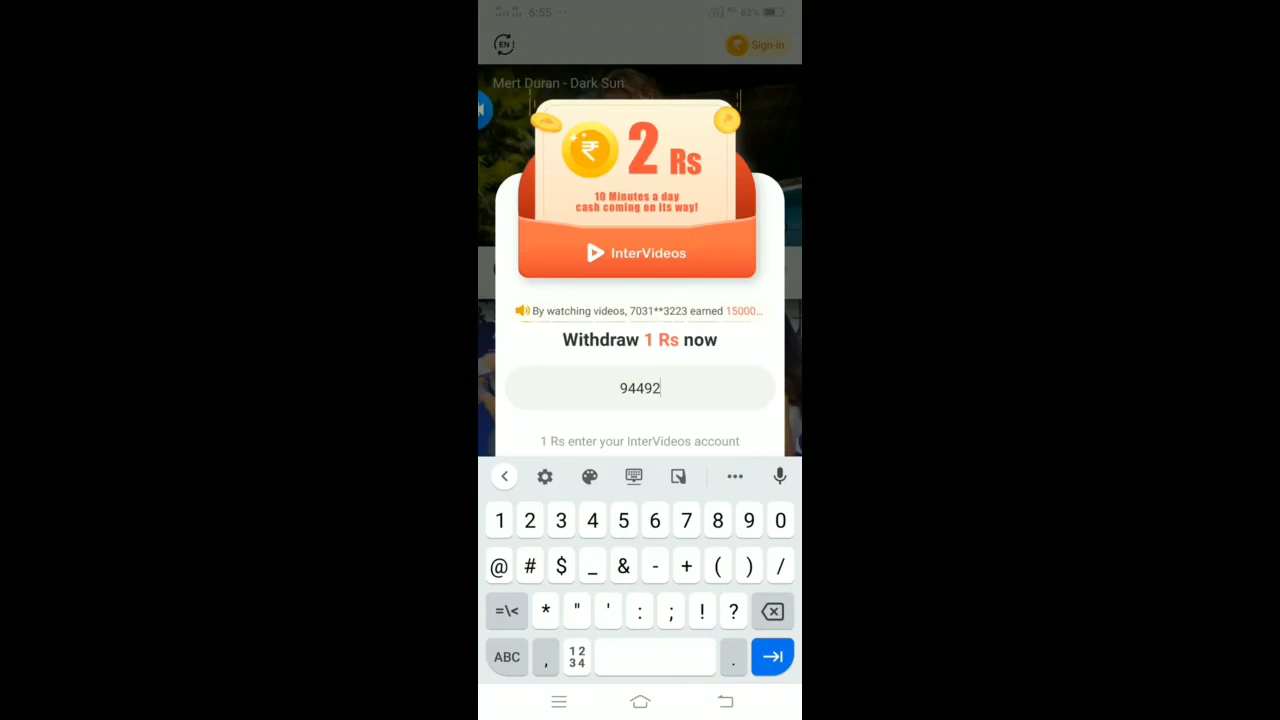 6:55 ···
62%
EN
Sign-in
Mert Duran - Dark Sun
2 Rs
10 Minutes a day
cash coming on its way!
InterVideos
By watching videos, 7031**3223 earned 15000...
Withdraw 1 Rs now
94492
1 Rs enter your InterVideos account
1 2 3 4 5 6 7 8 9 0
@ # $ _ & - + ( ) /
=\< * " ' : ; ! ?
ABC , 12 34 .